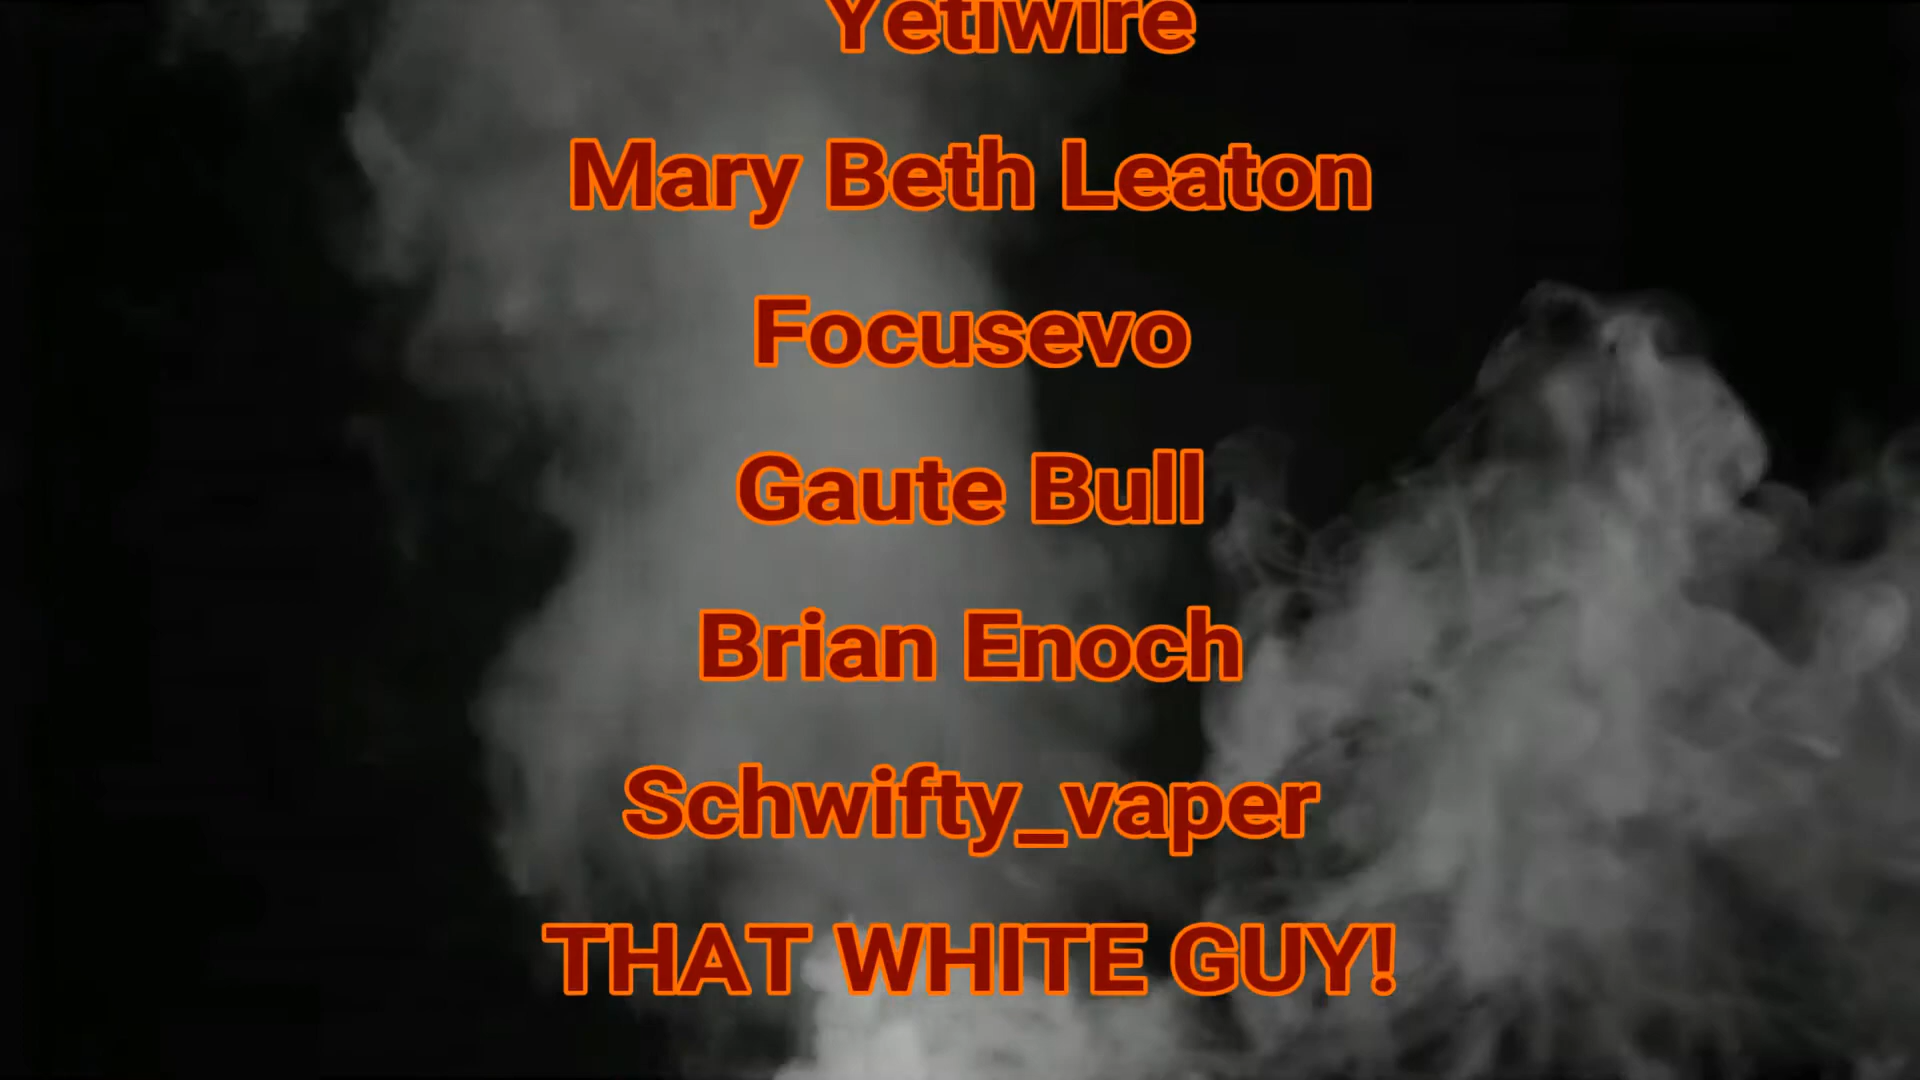 Yetiwire
Mary Beth Leaton
Focusevo
Gaute Bull
Brian Enoch
Schwifty_vaper
THAT WHITE GUY!